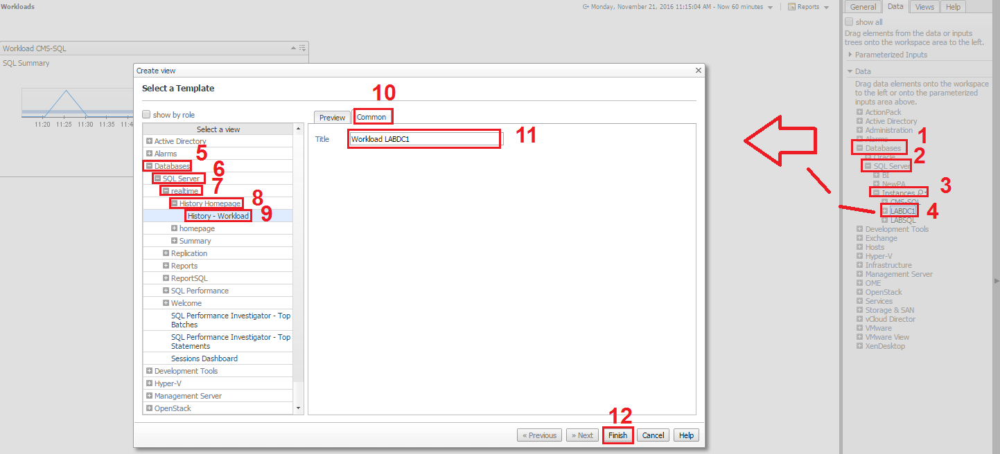 Workloads
Monday, November 21, 2016 11:15:04 AM - Now 60 minutes
Reports
Workload CMS-SQL
SQL Summary
11:20 11:25 11:30 11:35 11:4
Create view
Select a Template
show by role
Select a view
Active Directory
Alarms
5
Databases
6
SQL Server
7
realtime
8
History Homepage
9
History - Workload
homepage
Summary
Replication
Reports
ReportSQL
SQL Performance
Welcome
SQL Performance Investigator - Top
Batches
SQL Performance Investigator - Top
Statements
Sessions Dashboard
Development Tools
Hyper-V
Management Server
OpenStack
10
Preview
Common
Title
Workload LABDC1
11
12
« Previous
» Next
Finish
Cancel
Help
General
Data
Views
Help
show all
Drag elements from the data or inputs
trees onto the workspace area to the left.
Parameterized Inputs
Data
Drag data elements onto the workspace
to the left or onto the parameterized
inputs area above.
ActionPack
Active Directory
Administration
Alarms
1
Databases
2
Oracle
SQL Server
BI
NewPA
3
Instances
CMS-SQL
4
LABDC1
LABSQL
Development Tools
Exchange
Hosts
Hyper-V
Infrastructure
Management Server
OME
OpenStack
Services
Storage & SAN
vCloud Director
VMware
VMware View
XenDesktop